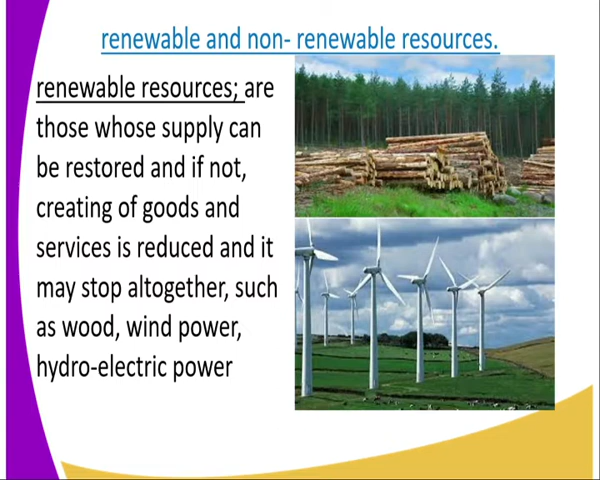 renewable and non- renewable resources.
renewable resources; are
those whose supply can
be restored and if not,
creating of goods and
services is reduced and it
may stop altogether, such
as wood, wind power,
hydro-electric power